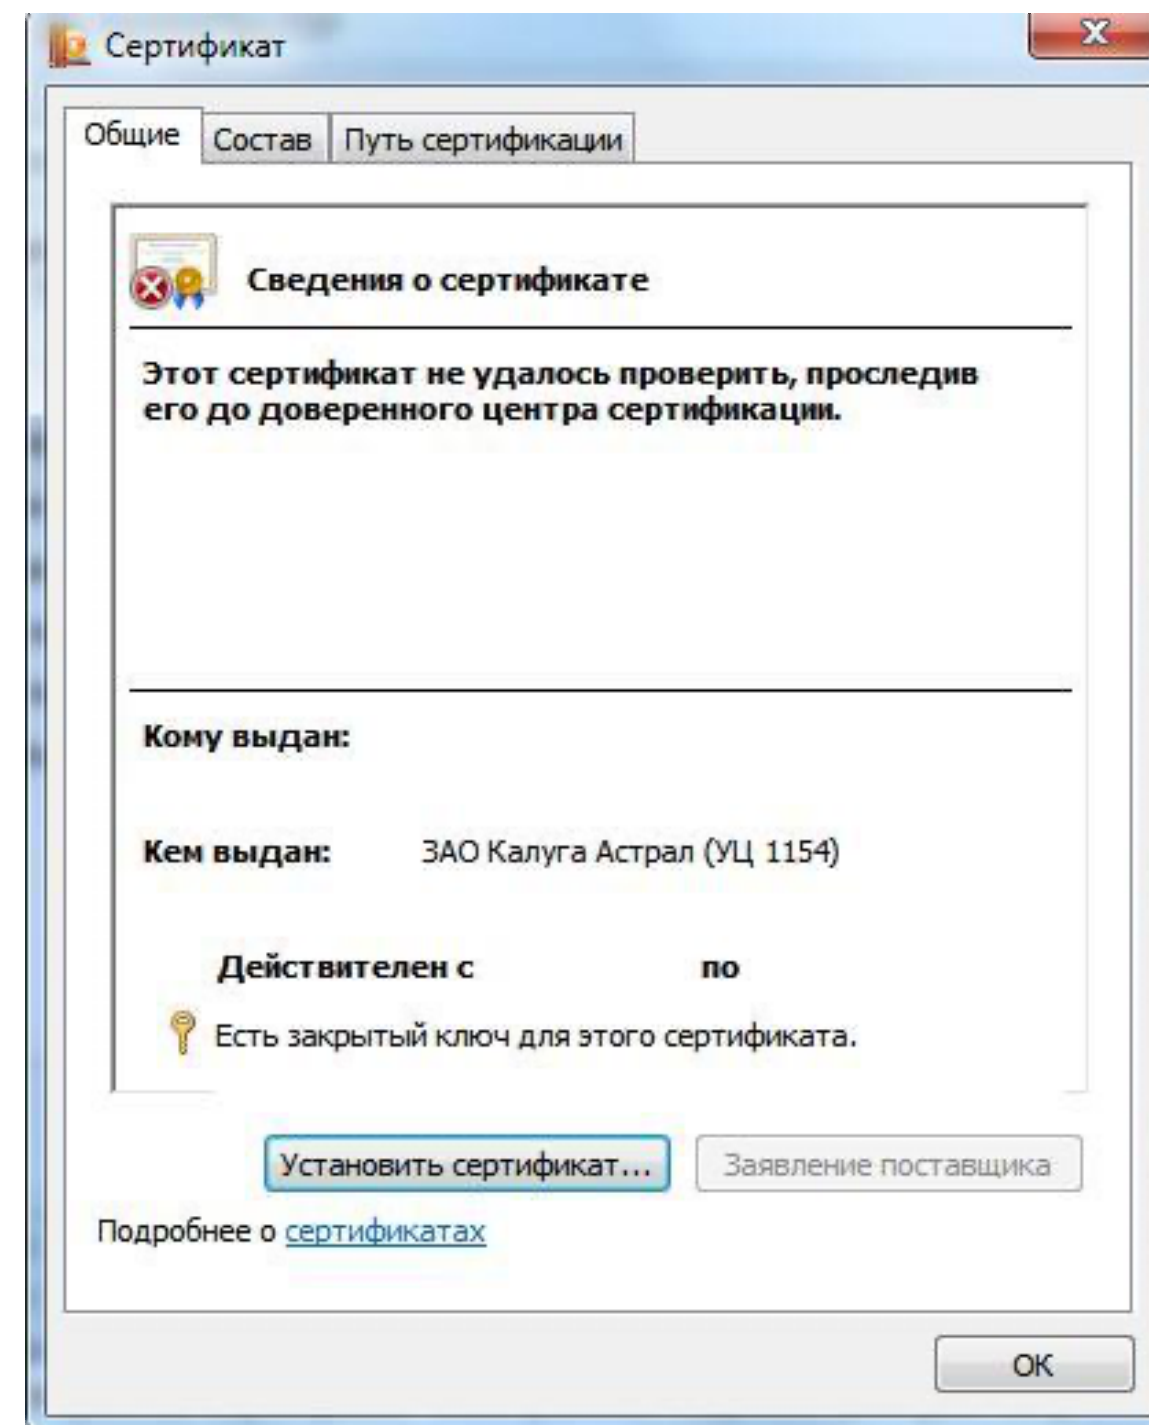 Сертификат
Общие Состав Путь сертификации
Сведения о сертификате
Этот сертификат не удалось проверить, проследив
его до доверенного центра сертификации.
Кому выдан:
Кем выдан: ЗАО Калуга Астрал (УЦ 1154)
Действителен с по
Есть закрытый ключ для этого сертификата.
Установить сертификат... Заявление поставщика
Подробнее о сертификатах
ОК